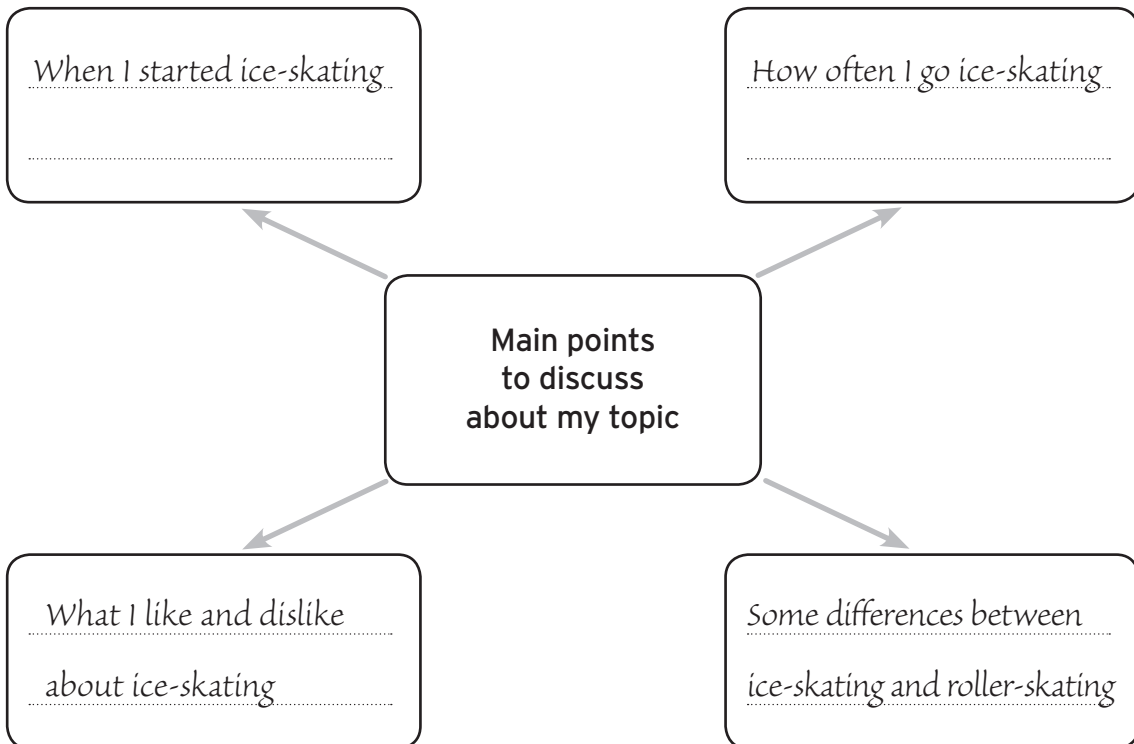 When I started ice-skating
How often I go ice-skating
Main points
to discuss
about my topic
What I like and dislike
about ice-skating
Some differences between
ice-skating and roller-skating